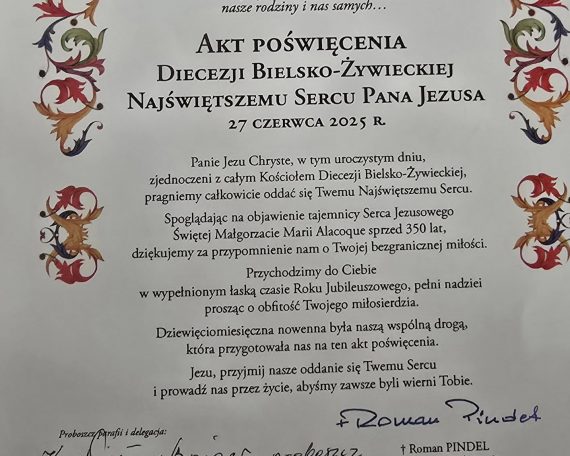 nasze rodziny i nas samych…
AKT POŚWIĘCENIA
DIECEZJI BIELSKO-ŻYWIECKIEJ
NAJŚWIĘTSZEMU SERCU PANA JEZUSA
27 CZERWCA 2025 R.
Panie Jezu Chryste, w tym uroczystym dniu,
zjednoczeni z całym Kościołem Diecezji Bielsko-Żywieckiej,
pragniemy całkowicie oddać się Twemu Najświętszemu Sercu.
Spoglądając na objawienie tajemnicy Serca Jezusowego
Świętej Małgorzacie Marii Alacoque sprzed 350 lat,
dziękujemy za przypomnienie nam o Twojej bezgranicznej miłości.
Przychodzimy do Ciebie
w wypełnionym łaską czasie Roku Jubileuszowego, pełni nadziei
prosząc o obfitość Twojego miłosierdzia.
Dziewięciomiesięczna nowenna była naszą wspólną drogą,
która przygotowała nas na ten akt poświęcenia.
Jezu, przyjmij nasze oddanie się Twemu Sercu
i prowadź nas przez życie, abyśmy zawsze byli wierni Tobie.
+ Roman Pindel
Proboszcz parafii i delegacja:
proboszcz
† Roman PINDEL